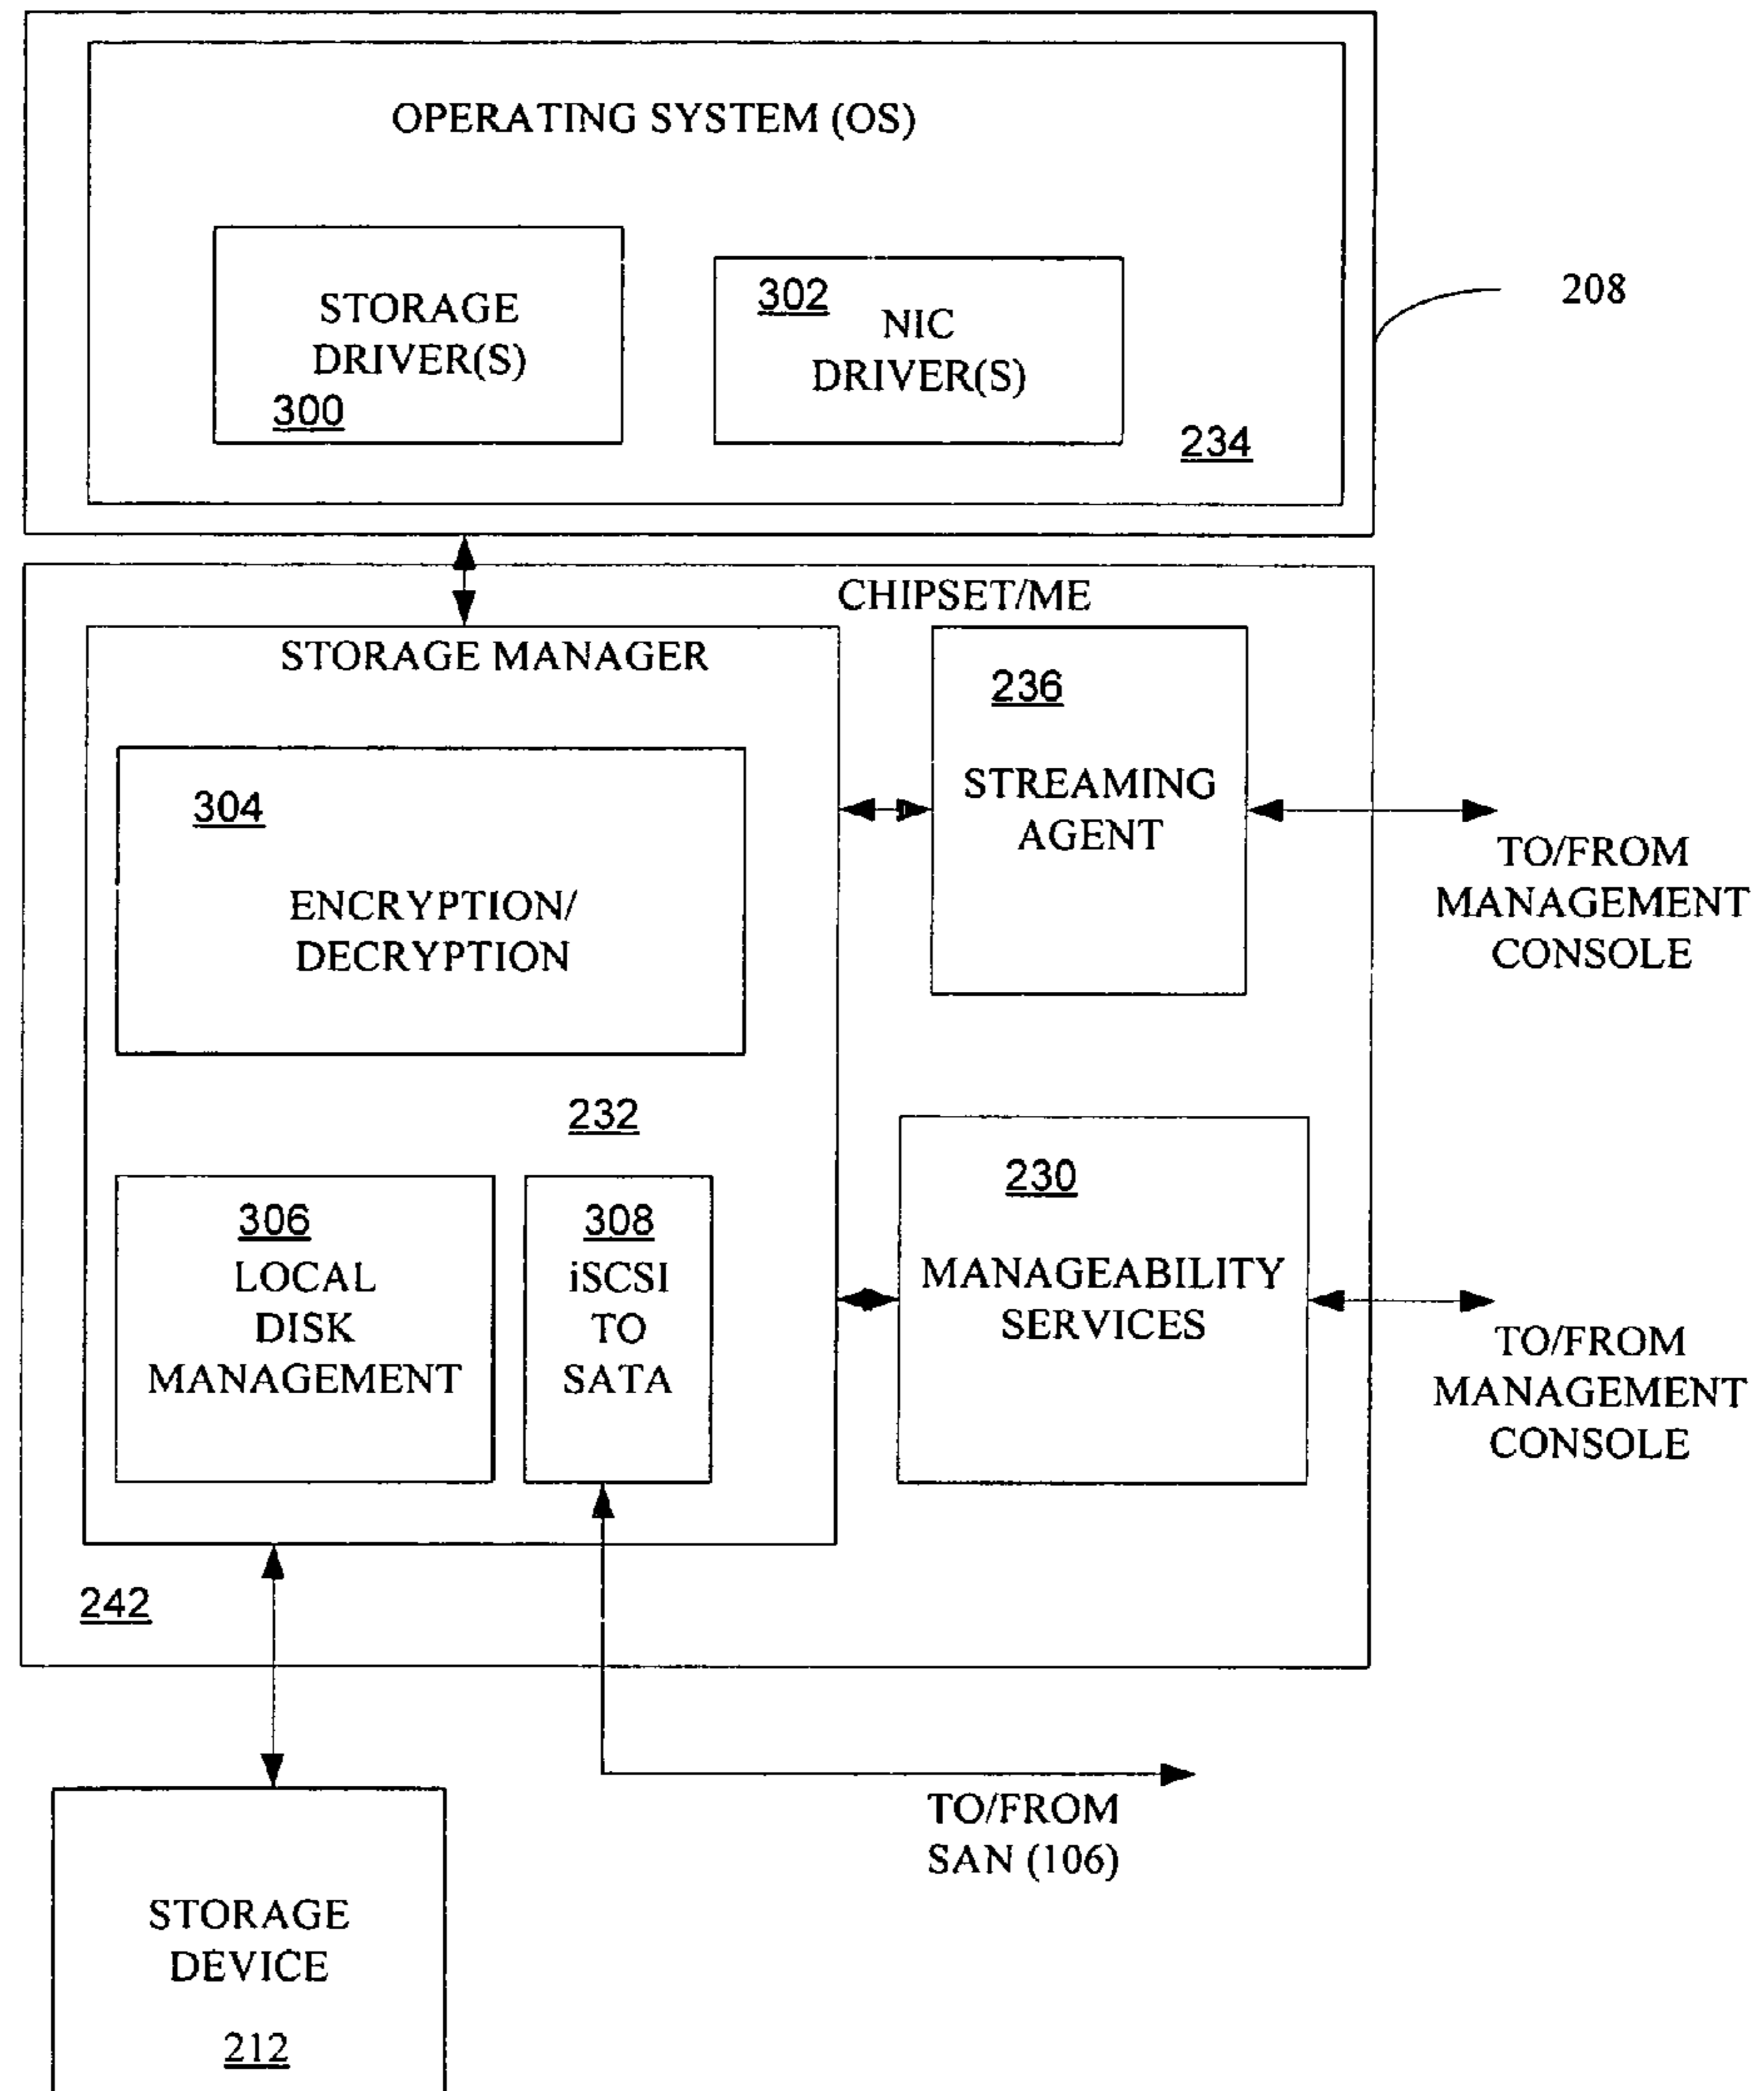 OPERATING SYSTEM (OS)
STORAGE
DRIVER(S)
300
302
NIC
DRIVER(S)
234
208
CHIPSET/ME
STORAGE MANAGER
304
ENCRYPTION/
DECRYPTION
232
306
LOCAL
DISK
MANAGEMENT
308
iSCSI
TO
SATA
236
STREAMING
AGENT
TO/FROM
MANAGEMENT
CONSOLE
230
MANAGEABILITY
SERVICES
TO/FROM
MANAGEMENT
CONSOLE
242
TO/FROM
SAN (106)
STORAGE
DEVICE
212